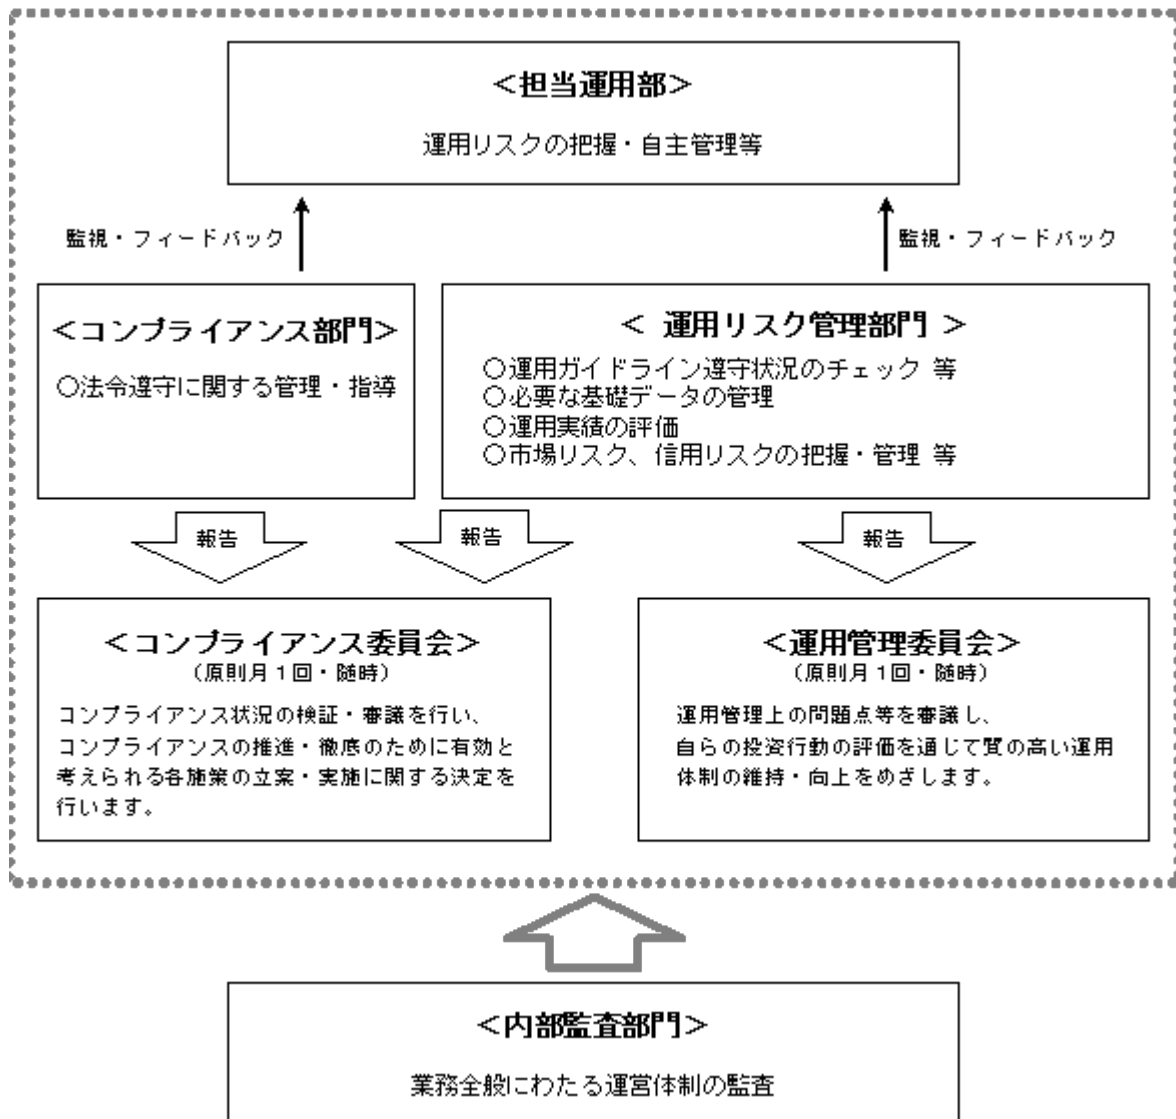 ＜担当運用部＞
運用リスクの把握・自主管理等
監視・フィードバック
監視・フィードバック
＜コンプライアンス部門＞
○法令遵守に関する管理・指導
＜ 運用リスク管理部門 ＞
○運用ガイドライン遵守状況のチェック 等
○必要な基礎データの管理
○運用実績の評価
○市場リスク、信用リスクの把握・管理 等
報告
報告
報告
＜コンプライアンス委員会＞
（原則月１回・随時）
コンプライアンス状況の検証・審議を行い、
コンプライアンスの推進・徹底のために有効と
考えられる各施策の立案・実施に関する決定を
行います。
＜運用管理委員会＞
（原則月１回・随時）
運用管理上の問題点等を審議し、
自らの投資行動の評価を通じて質の高い運用
体制の維持・向上をめざします。
＜内部監査部門＞
業務全般にわたる運営体制の監査